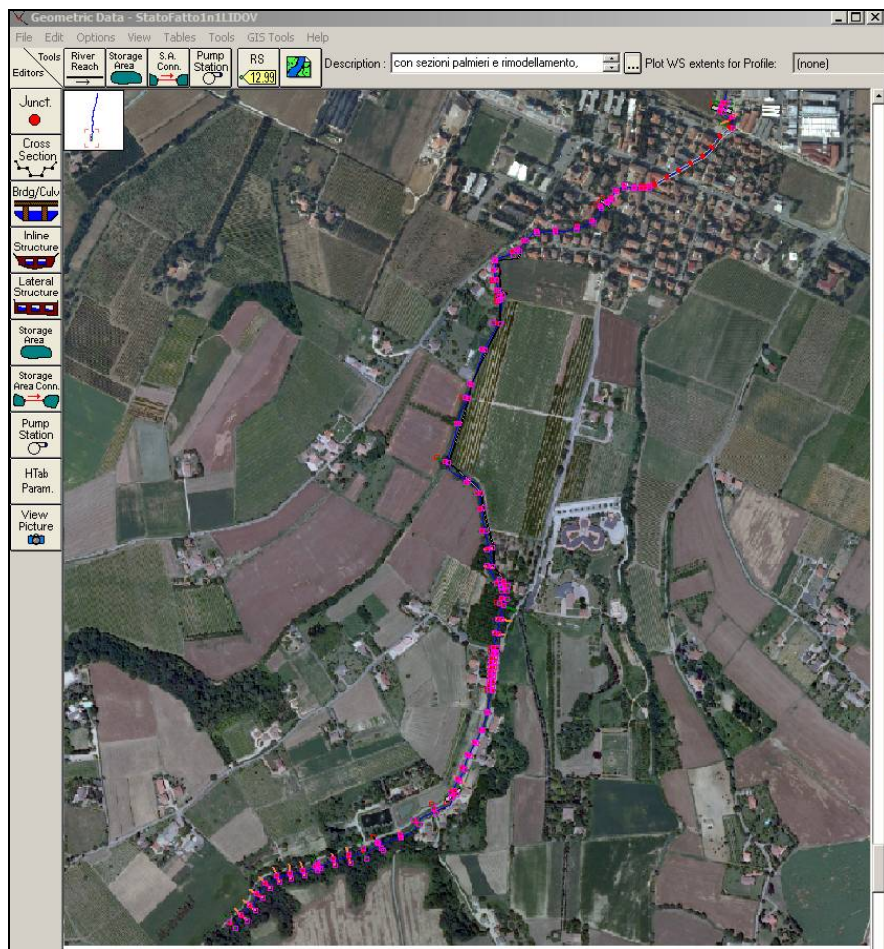 Geometric Data - StatoFatto1n1LIDOV
File Edit Options View Tables Tools GIS Tools Help
Tools
Editors
River
Reach
Storage
Area
S.A.
Conn.
Pump
Station
RS
12.99
Description : con sezioni palmieri e rimodellamento, ... Plot WS extents for Profile: (none)
Junct.
Cross
Section
Brdg/Culv
Inline
Structure
Lateral
Structure
Storage
Area
Storage
Area Conn.
Pump
Station
HTab
Param.
View
Picture